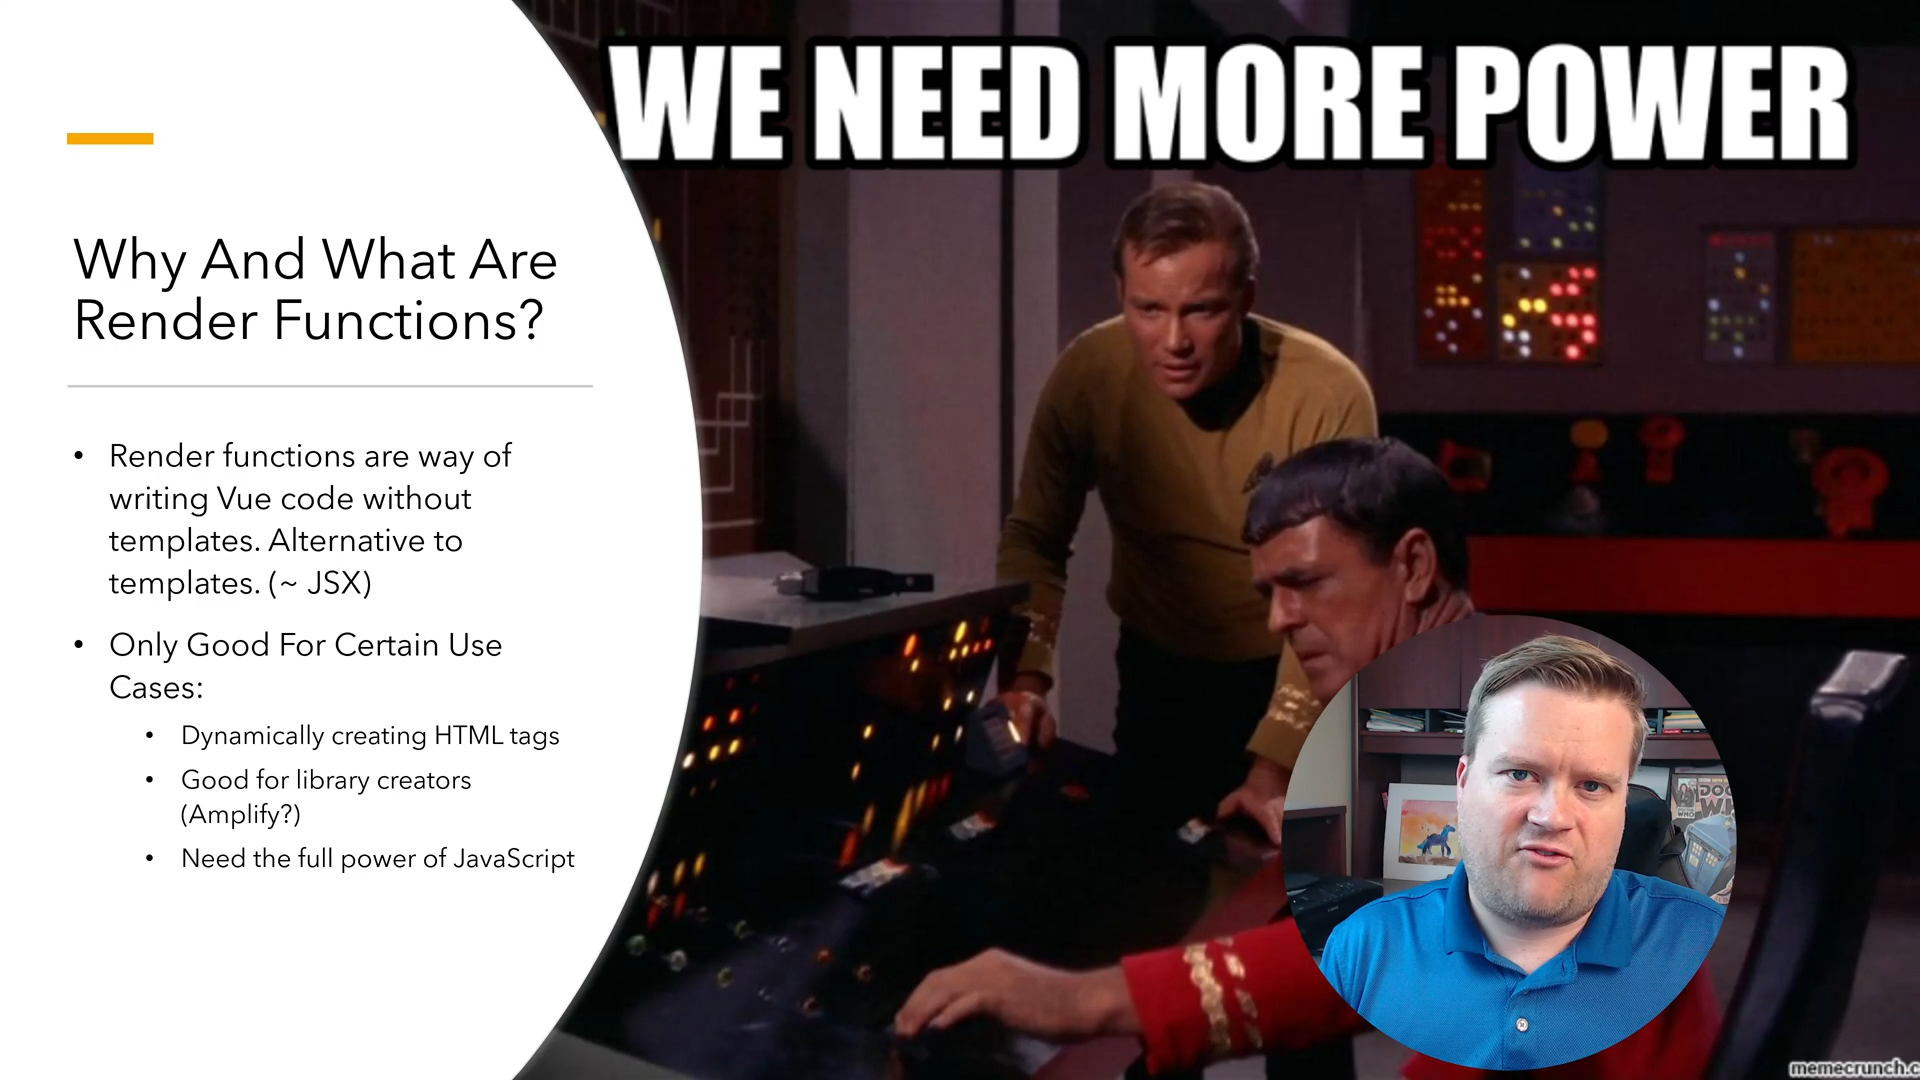 WE NEED MORE POWER
Why And What Are
Render Functions?
• Render functions are way of
writing Vue code without
templates. Alternative to
templates. (~ JSX)
• Only Good For Certain Use
Cases:
• Dynamically creating HTML tags
• Good for library creators
(Amplify?)
• Need the full power of JavaScript
memecrunch.c